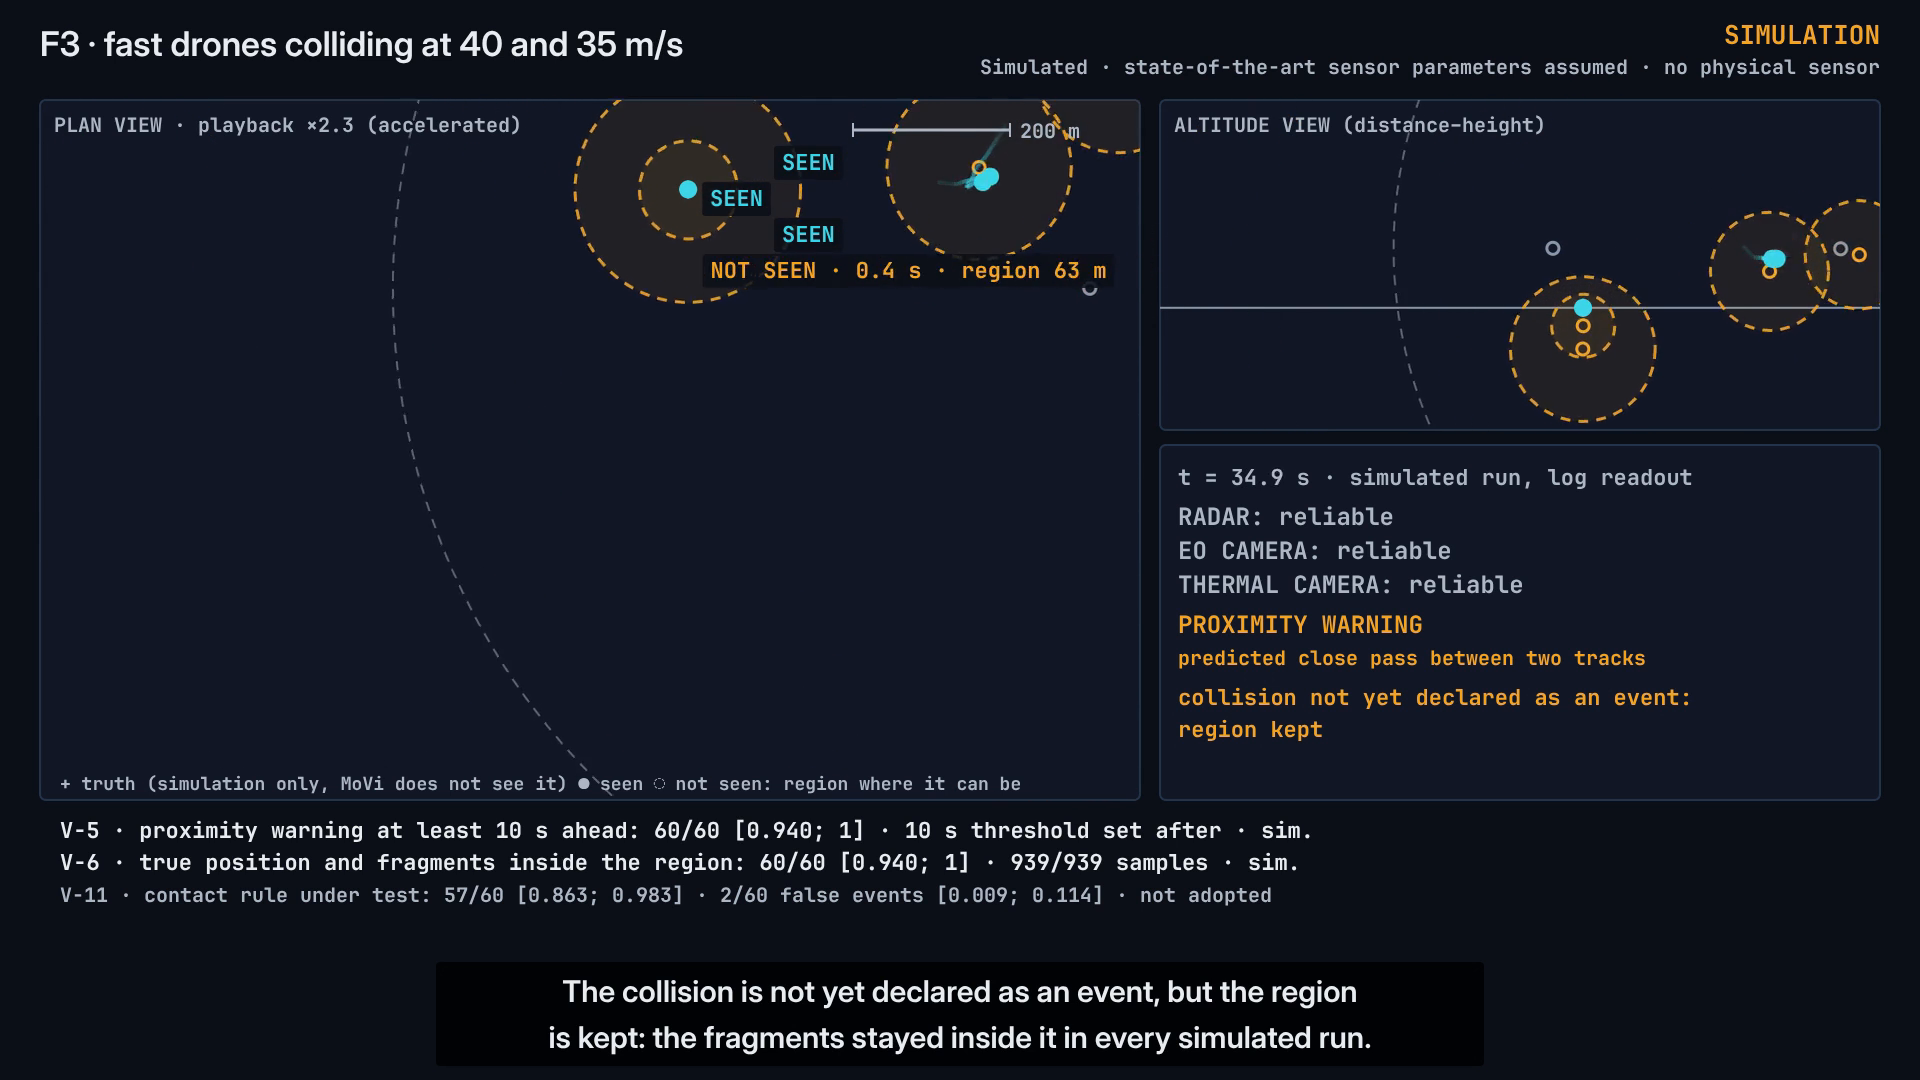 F3 · fast drones colliding at 40 and 35 m/s
SIMULATION
Simulated · state-of-the-art sensor parameters assumed · no physical sensor
PLAN VIEW · playback ×2.3 (accelerated)
200 m
SEEN
SEEN
SEEN
NOT SEEN · 0.4 s · region 63 m
+ truth (simulation only, MoVi does not see it) ● seen ◌ not seen: region where it can be
ALTITUDE VIEW (distance-height)
t = 34.9 s · simulated run, log readout
RADAR: reliable
EO CAMERA: reliable
THERMAL CAMERA: reliable
PROXIMITY WARNING
predicted close pass between two tracks
collision not yet declared as an event:
region kept
V-5 · proximity warning at least 10 s ahead: 60/60 [0.940; 1] · 10 s threshold set after · sim.
V-6 · true position and fragments inside the region: 60/60 [0.940; 1] · 939/939 samples · sim.
V-11 · contact rule under test: 57/60 [0.863; 0.983] · 2/60 false events [0.009; 0.114] · not adopted
The collision is not yet declared as an event, but the region
is kept: the fragments stayed inside it in every simulated run.